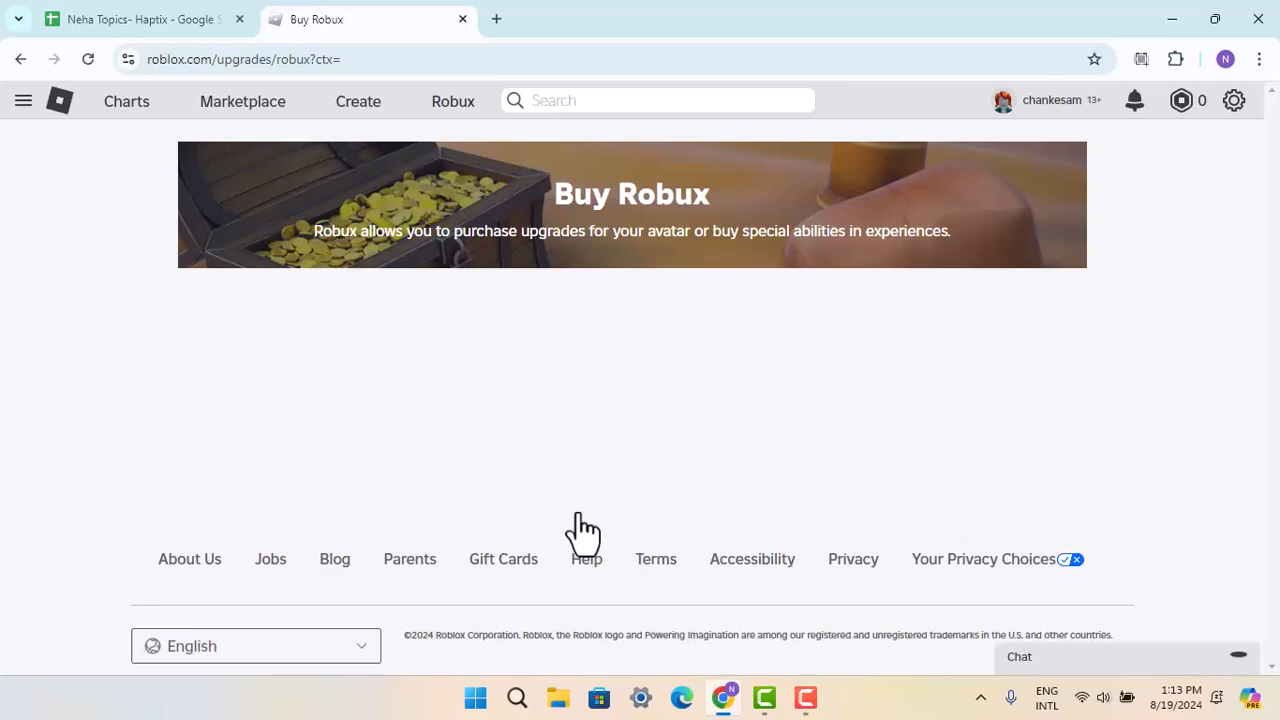 Neha Topics- Haptix - Google S
Buy Robux
roblox.com/upgrades/robux?ctx=
Charts
Marketplace
Create
Robux
Search
chankesam 13+
0
Buy Robux
Robux allows you to purchase upgrades for your avatar or buy special abilities in experiences.
About Us
Jobs
Blog
Parents
Gift Cards
Help
Terms
Accessibility
Privacy
Your Privacy Choices
English
©2024 Roblox Corporation. Roblox, the Roblox logo and Powering Imagination are among our registered and unregistered trademarks in the U.S. and other countries.
Chat
N
N
ENG
INTL
1:13 PM
8/19/2024
PRE